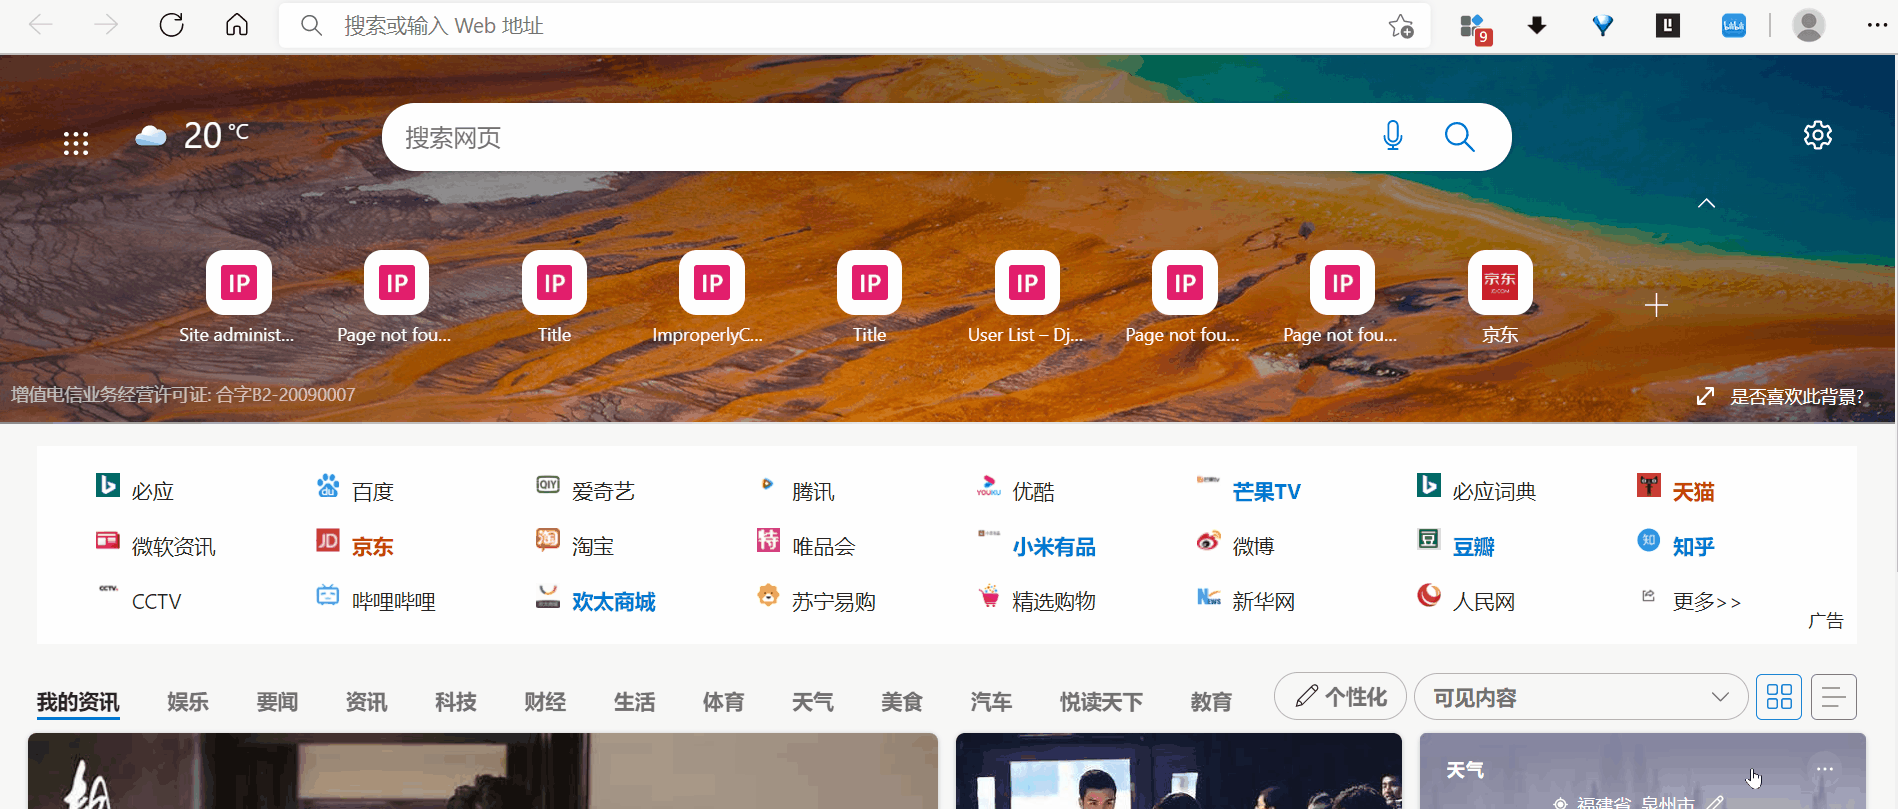 搜索或输入 Web 地址
9
20 °C
搜索网页
IP IP IP IP IP IP IP IP 京东 JD.COM
Site administ... Page not fou... Title ImproperlyC... Title User List – Dj... Page not fou... Page not fou... 京东
增值电信业务经营许可证: 合字B2-20090007
是否喜欢此背景?
必应 百度 爱奇艺 腾讯 优酷 芒果TV 必应词典 天猫
微软资讯 京东 淘宝 唯品会 小米有品 微博 豆瓣 知乎
CCTV 哔哩哔哩 欢太商城 苏宁易购 精选购物 新华网 人民网 更多>>
广告
我的资讯 娱乐 要闻 资讯 科技 财经 生活 体育 天气 美食 汽车 悦读天下 教育 个性化 可见内容
天气
福建省 泉州市